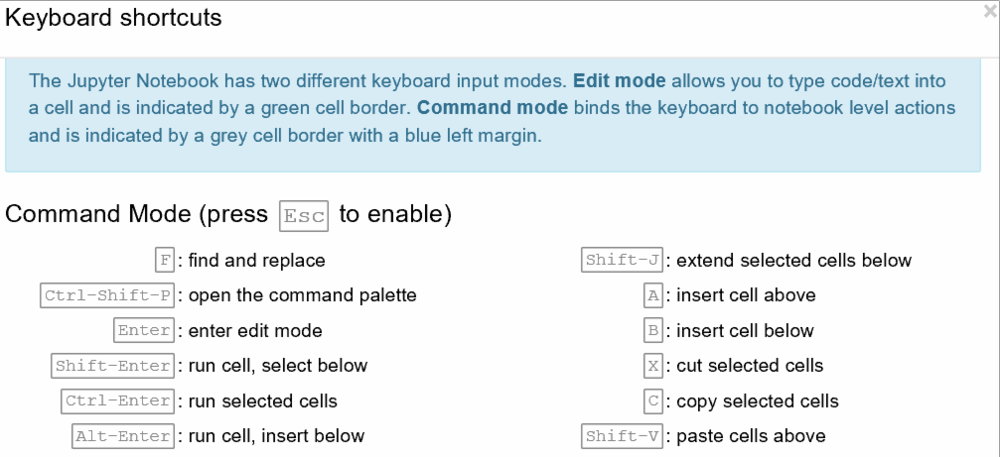 Keyboard shortcuts
×
The Jupyter Notebook has two different keyboard input modes. Edit mode allows you to type code/text into
a cell and is indicated by a green cell border. Command mode binds the keyboard to notebook level actions
and is indicated by a grey cell border with a blue left margin.
Command Mode (press Esc to enable)
F : find and replace
Ctrl-Shift-P : open the command palette
Enter : enter edit mode
Shift-Enter : run cell, select below
Ctrl-Enter : run selected cells
Alt-Enter : run cell, insert below
Shift-J : extend selected cells below
A : insert cell above
B : insert cell below
X : cut selected cells
C : copy selected cells
Shift-V : paste cells above